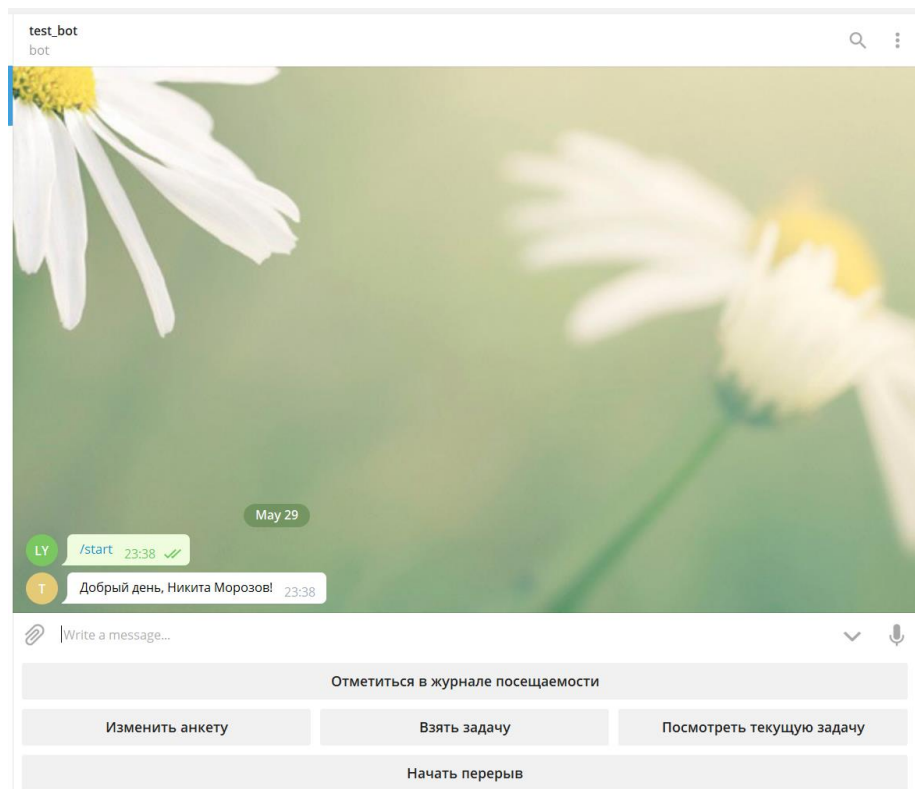 test_bot
bot
May 29
LY /start 23:38
T Добрый день, Никита Морозов! 23:38
Write a message...
Отметиться в журнале посещаемости
Изменить анкету Взять задачу Посмотреть текущую задачу
Начать перерыв